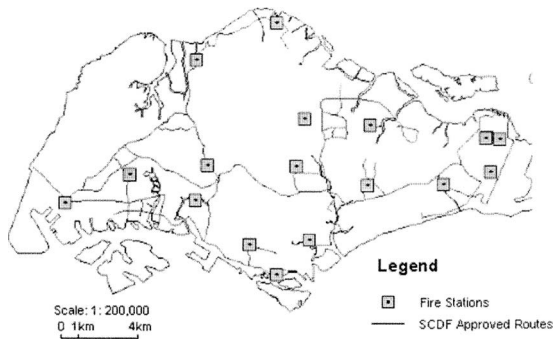 Legend
Fire Stations
SCDF Approved Routes
Scale: 1: 200,000
0 1km 4km